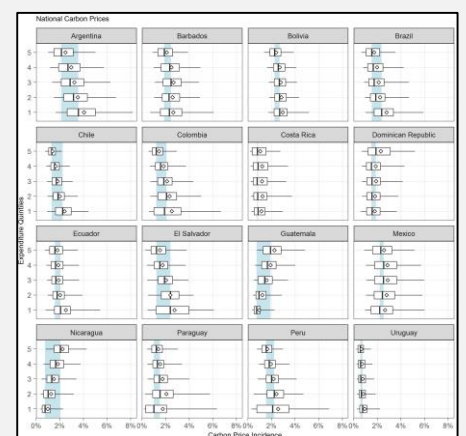 National Carbon Prices
Argentina Barbados Bolivia Brazil
5
4
3
2
1
Chile Colombia Costa Rica Dominican Republic
5
4
3
2
1
Expenditure Quintiles
Ecuador El Salvador Guatemala Mexico
5
4
3
2
1
Nicaragua Paraguay Peru Uruguay
5
4
3
2
1
0% 2% 4% 6% 8% 0% 2% 4% 6% 8% 0% 2% 4% 6% 8% 0% 2% 4% 6% 8%
Carbon Price Incidence